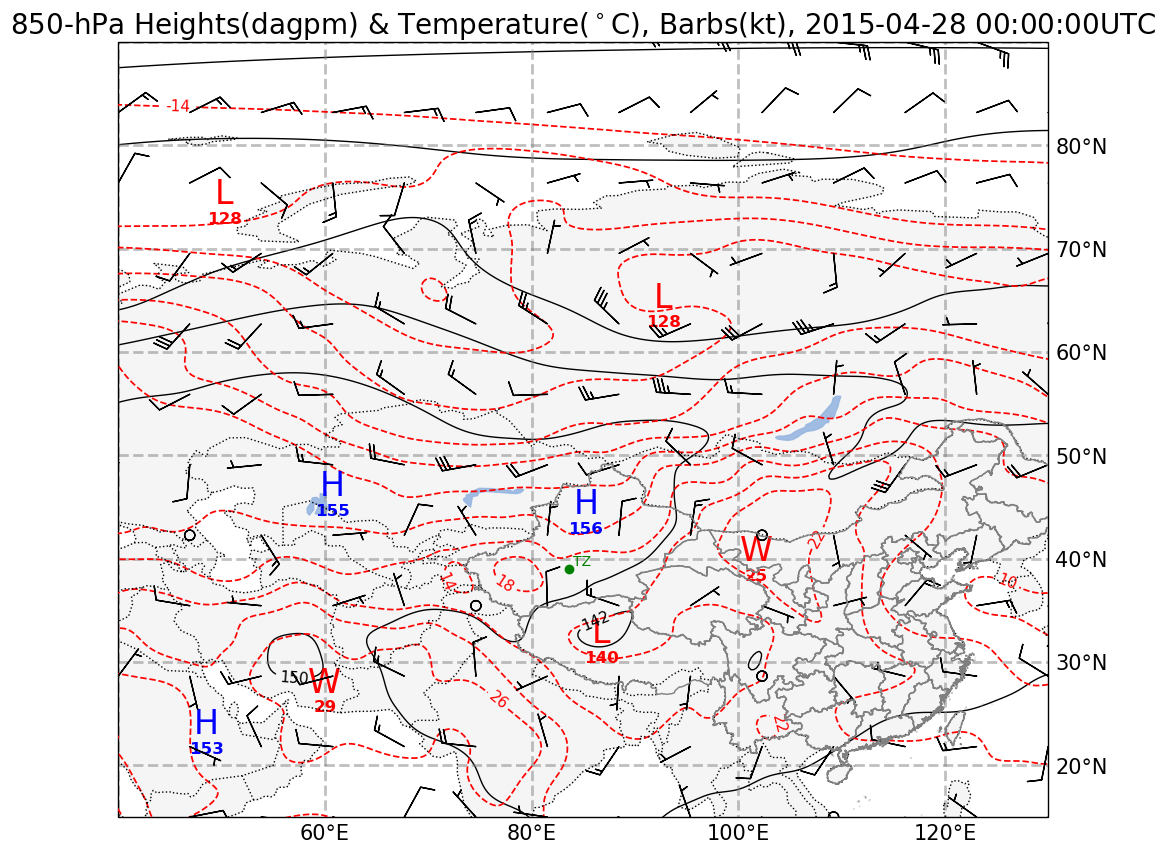 850-hPa Heights(dagpm) & Temperature(°C), Barbs(kt), 2015-04-28 00:00:00UTC
-14
80°N
L
128
70°N
L
128
60°N
50°N
H
155
H
156
22
W
25
40°N
TZ
14
18
10
142
L
140
30°N
150
W
29
26
H
153
22
20°N
60°E
80°E
100°E
120°E